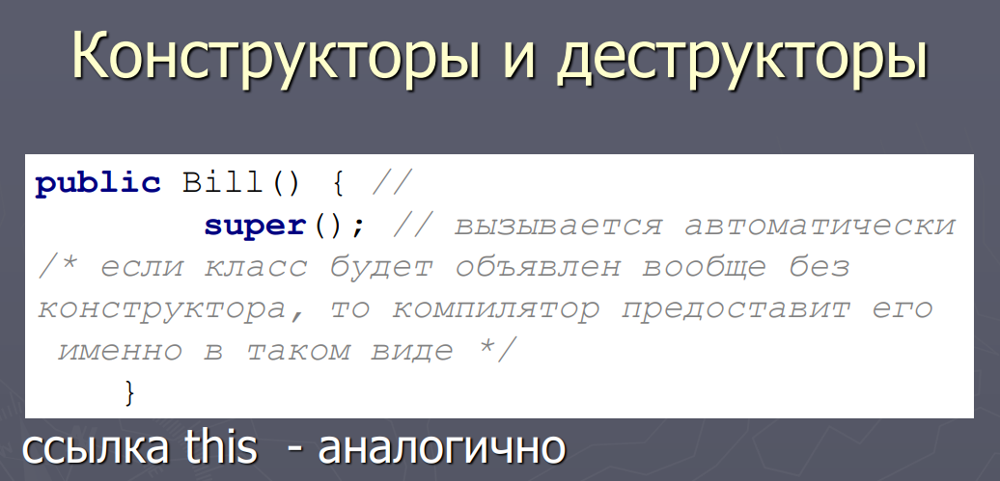 Конструкторы и деструкторы
public Bill() { //
super(); // вызывается автоматически
/* если класс будет объявлен вообще без
конструктора, то компилятор предоставит его
именно в таком виде */
}
ссылка this - аналогично